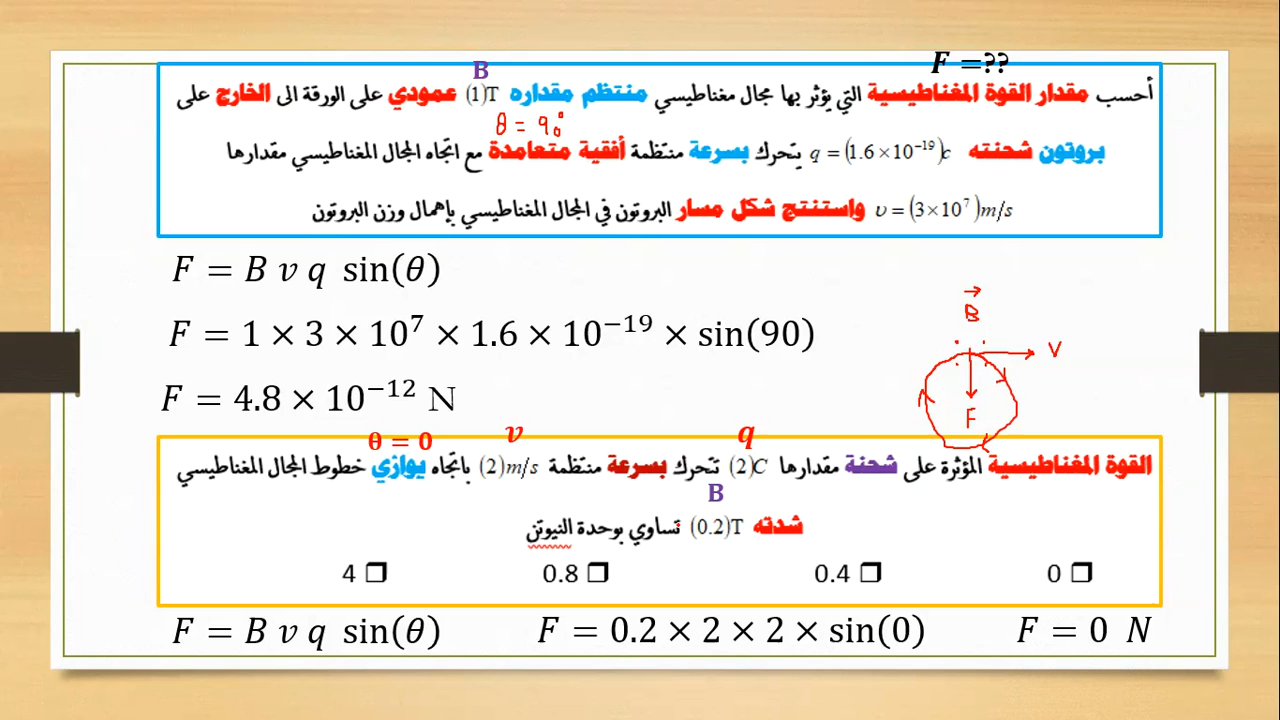 F =??
B
أحسب مقدار القوة المغناطيسية التي يؤثر بها مجال مغناطيسي منتظم مقداره (1)T عمودي على الورقة الى الخارج على
θ = 90°
بروتون شحنته q = (1.6×10⁻¹⁹)c يتحرك بسرعة منتظمة أفقية متعامدة مع اتجاه المجال المغناطيسي مقدارها
υ = (3×10⁷)m/s واستنتج شكل مسار البروتون في المجال المغناطيسي بإهمال وزن البروتون
F = B v q sin(θ)
F = 1 × 3 × 10⁷ × 1.6 × 10⁻¹⁹ × sin(90)
F = 4.8 × 10⁻¹² N
B
V
F
θ = 0 v q
القوة المغناطيسية المؤثرة على شحنة مقدارها (2)C تتحرك بسرعة منتظمة (2)m/s باتجاه يوازي خطوط المجال المغناطيسي
B
شدته (0.2)T تساوي بوحدة النيوتن
❒ 0 ❒ 0.4 ❒ 0.8 ❒ 4
F = B v q sin(θ) F = 0.2 × 2 × 2 × sin(0) F = 0 N